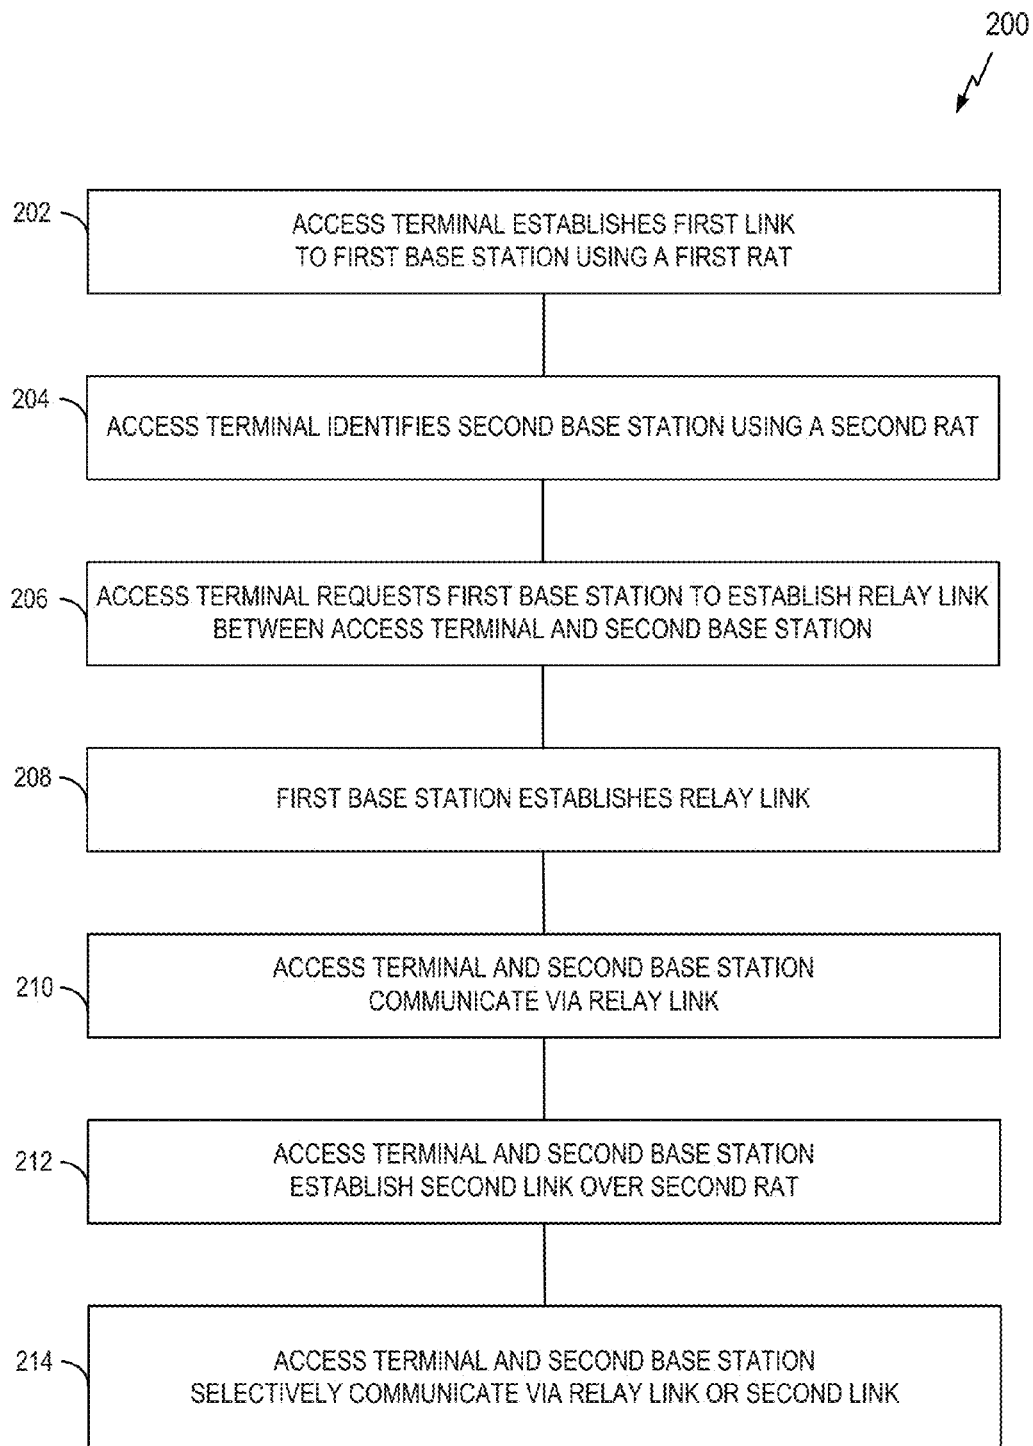 200
202
ACCESS TERMINAL ESTABLISHES FIRST LINK
TO FIRST BASE STATION USING A FIRST RAT
204
ACCESS TERMINAL IDENTIFIES SECOND BASE STATION USING A SECOND RAT
206
ACCESS TERMINAL REQUESTS FIRST BASE STATION TO ESTABLISH RELAY LINK
BETWEEN ACCESS TERMINAL AND SECOND BASE STATION
208
FIRST BASE STATION ESTABLISHES RELAY LINK
210
ACCESS TERMINAL AND SECOND BASE STATION
COMMUNICATE VIA RELAY LINK
212
ACCESS TERMINAL AND SECOND BASE STATION
ESTABLISH SECOND LINK OVER SECOND RAT
214
ACCESS TERMINAL AND SECOND BASE STATION
SELECTIVELY COMMUNICATE VIA RELAY LINK OR SECOND LINK